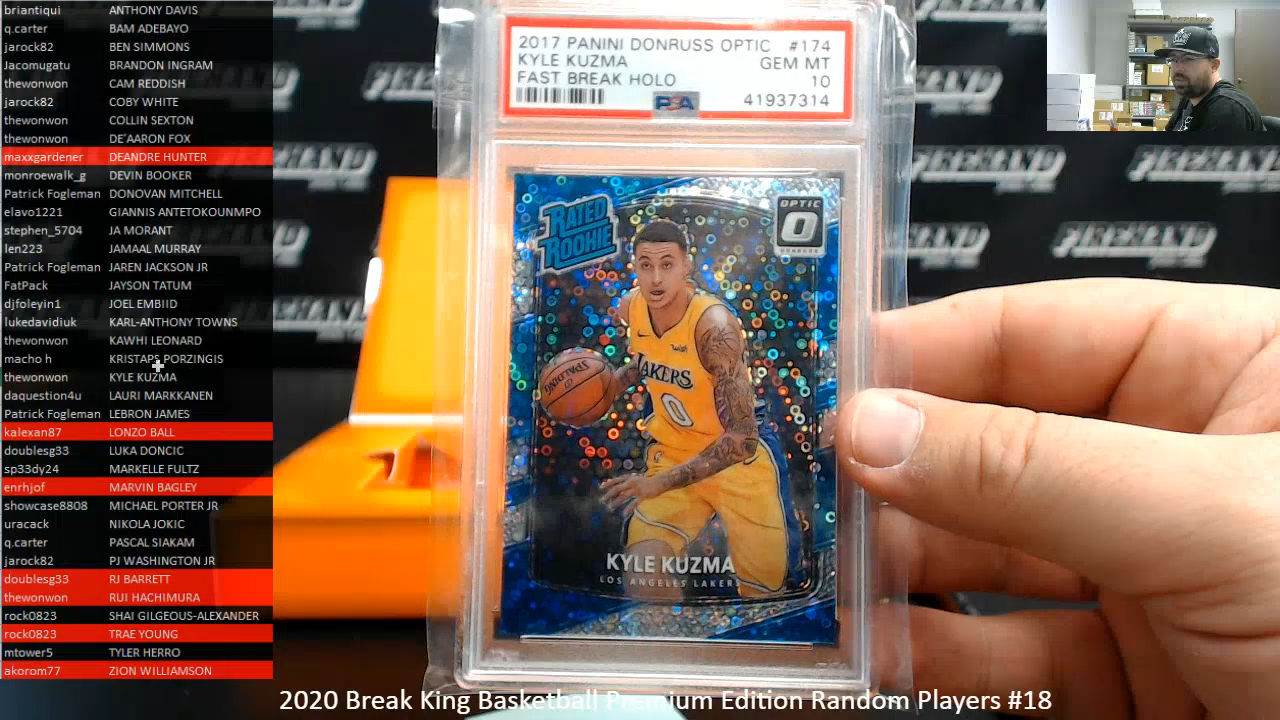 briantiqui ANTHONY DAVIS
q.carter BAM ADEBAYO
jarock82 BEN SIMMONS
Jacomugatu BRANDON INGRAM
thewonwon CAM REDDISH
jarock82 COBY WHITE
thewonwon COLLIN SEXTON
thewonwon DE'AARON FOX
maxxgardener DEANDRE HUNTER
monroewalk_g DEVIN BOOKER
Patrick Fogleman DONOVAN MITCHELL
elavo1221 GIANNIS ANTETOKOUNMPO
stephen_5704 JA MORANT
len223 JAMAAL MURRAY
Patrick Fogleman JAREN JACKSON JR
FatPack JAYSON TATUM
djfoleyin1 JOEL EMBIID
lukedavidiuk KARL-ANTHONY TOWNS
thewonwon KAWHI LEONARD
macho h KRISTAPS PORZINGIS
thewonwon KYLE KUZMA
daquestion4u LAURI MARKKANEN
Patrick Fogleman LEBRON JAMES
kalexan87 LONZO BALL
doublesg33 LUKA DONCIC
sp33dy24 MARKELLE FULTZ
enrhjof MARVIN BAGLEY
showcase8808 MICHAEL PORTER JR
uracack NIKOLA JOKIC
q.carter PASCAL SIAKAM
jarock82 PJ WASHINGTON JR
doublesg33 RJ BARRETT
thewonwon RUI HACHIMURA
rock0823 SHAI GILGEOUS-ALEXANDER
rock0823 TRAE YOUNG
mtower5 TYLER HERRO
akorom77 ZION WILLIAMSON
2017 PANINI DONRUSS OPTIC #174
KYLE KUZMA GEM MT
FAST BREAK HOLO 10
PSA 41937314
RATED ROOKIE
OPTIC
DONRUSS
SPALDING
LAKERS
0
KYLE KUZMA
LOS ANGELES LAKERS
2020 Break King Basketball Premium Edition Random Players #18